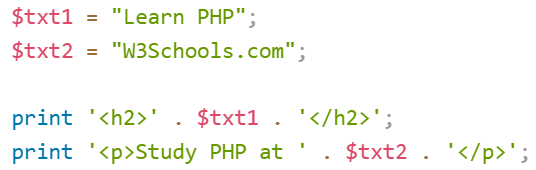 $txt1 = "Learn PHP";
$txt2 = "W3Schools.com";
print '<h2>' . $txt1 . '</h2>';
print '<p>Study PHP at ' . $txt2 . '</p>';